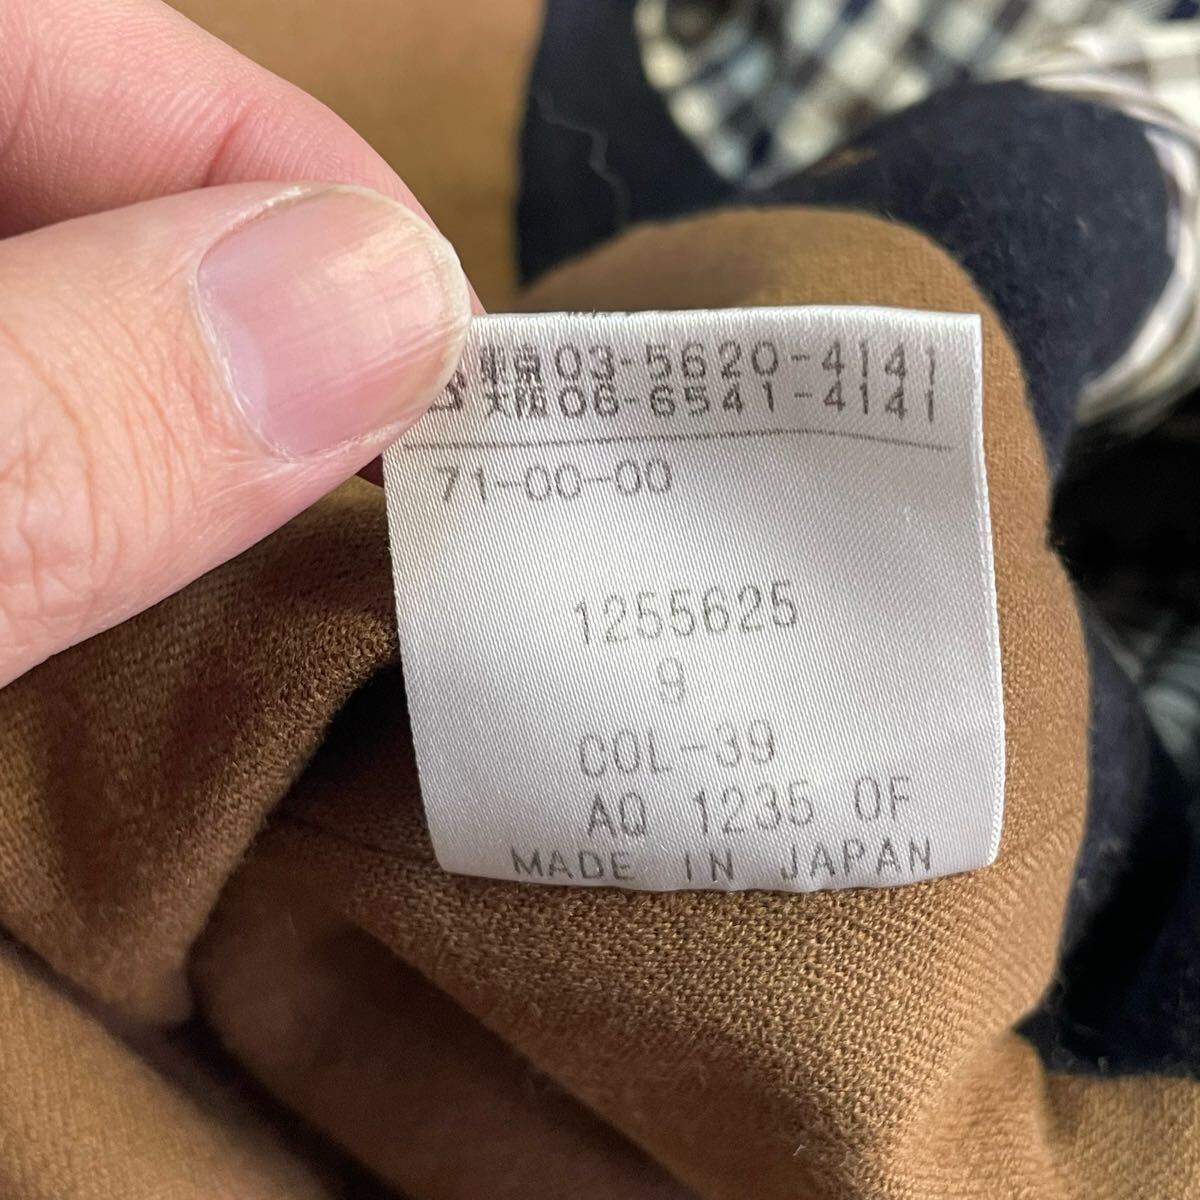 東京03-5620-4141
大阪06-6541-4141
71-00-00
1255625
9
COL-39
AQ 1235 OF
MADE IN JAPAN